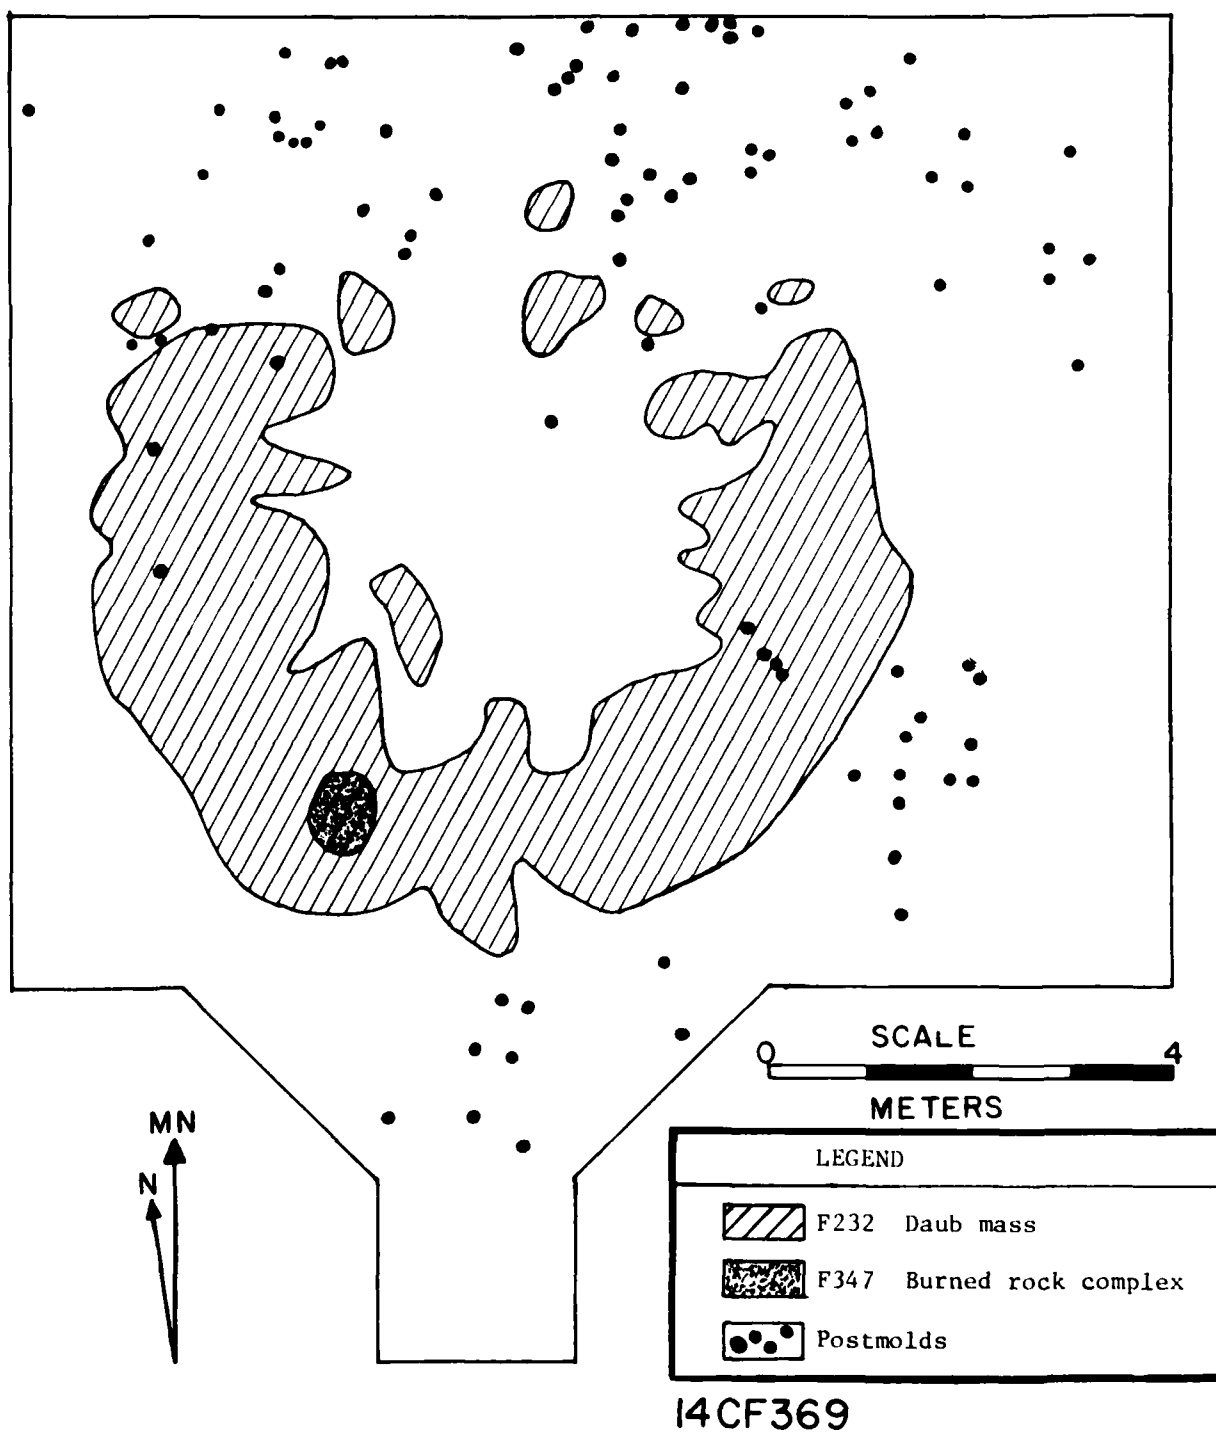 SCALE
0 4
METERS
MN
N
LEGEND
F232 Daub mass
F347 Burned rock complex
Postmolds
14CF369